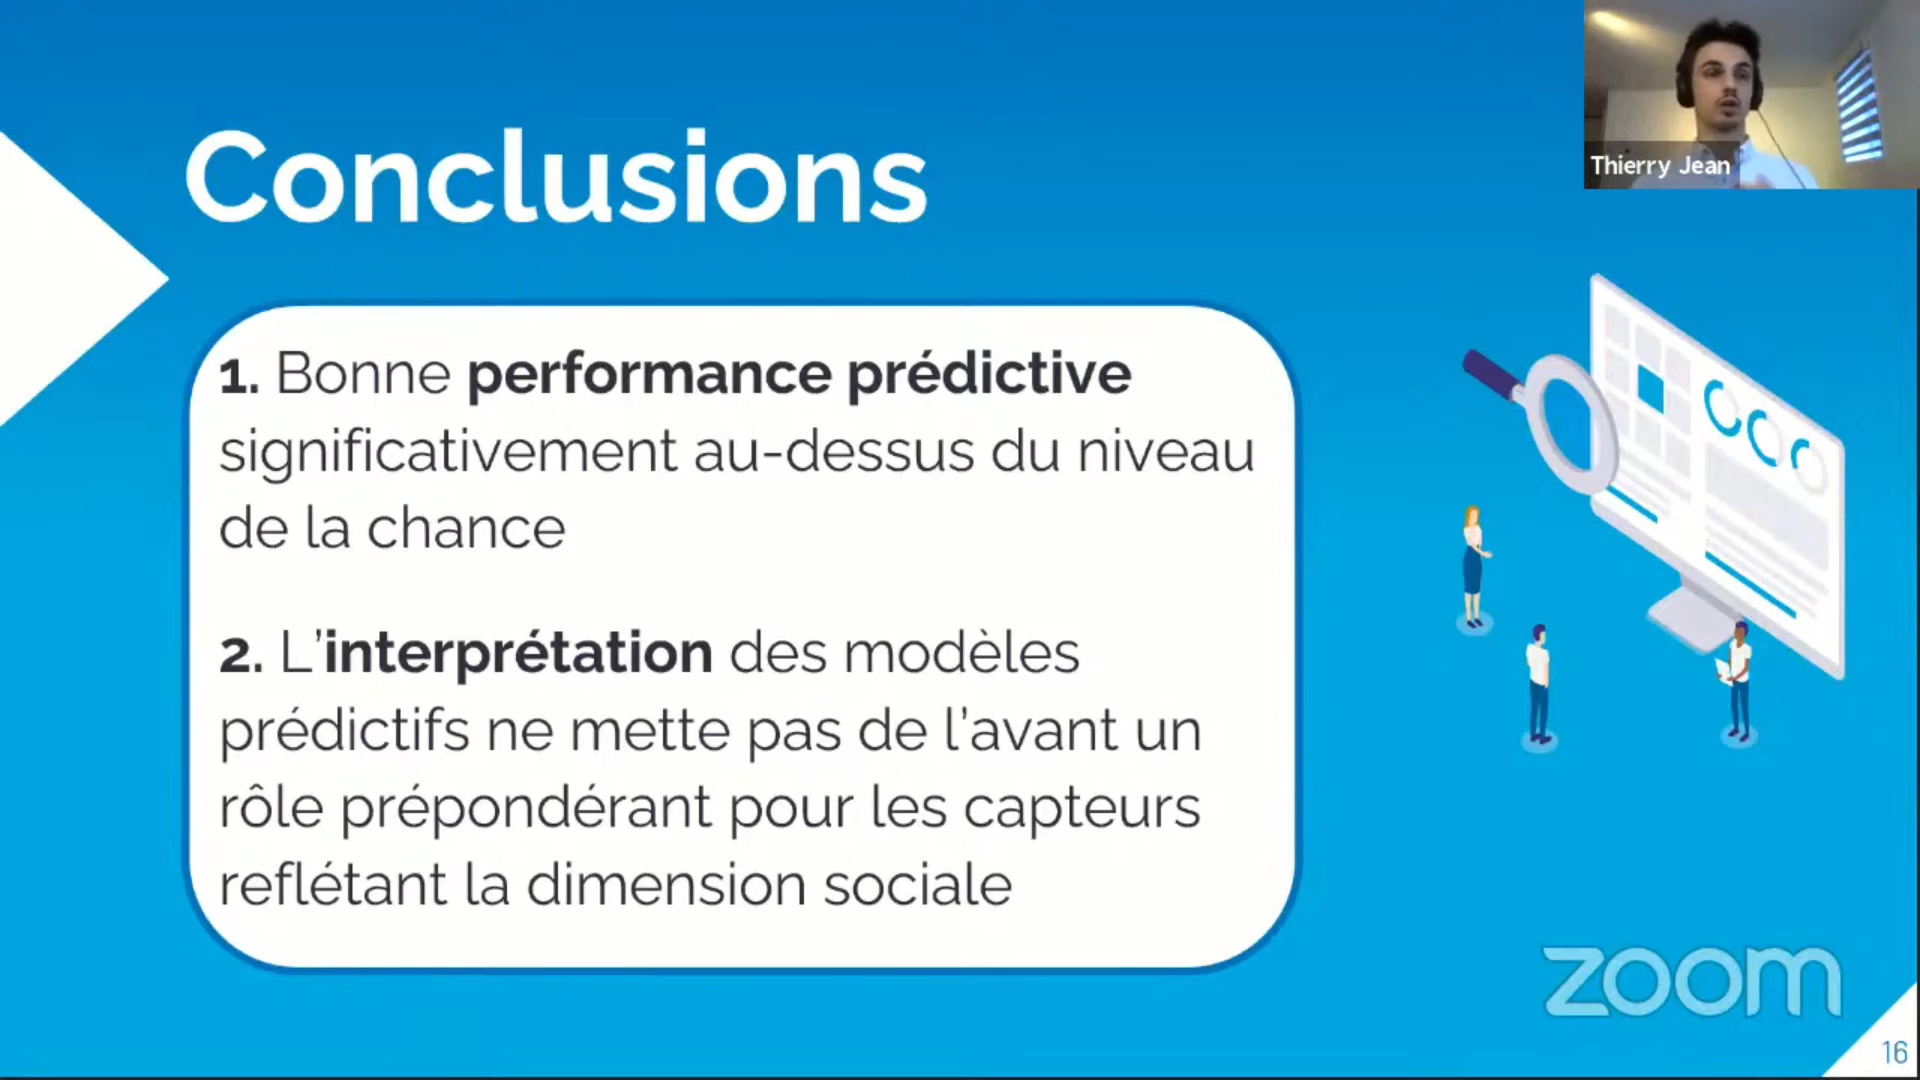 Thierry Jean
Conclusions
1. Bonne performance prédictive
significativement au-dessus du niveau
de la chance
2. L'interprétation des modèles
prédictifs ne mette pas de l'avant un
rôle prépondérant pour les capteurs
reflétant la dimension sociale
zoom
16